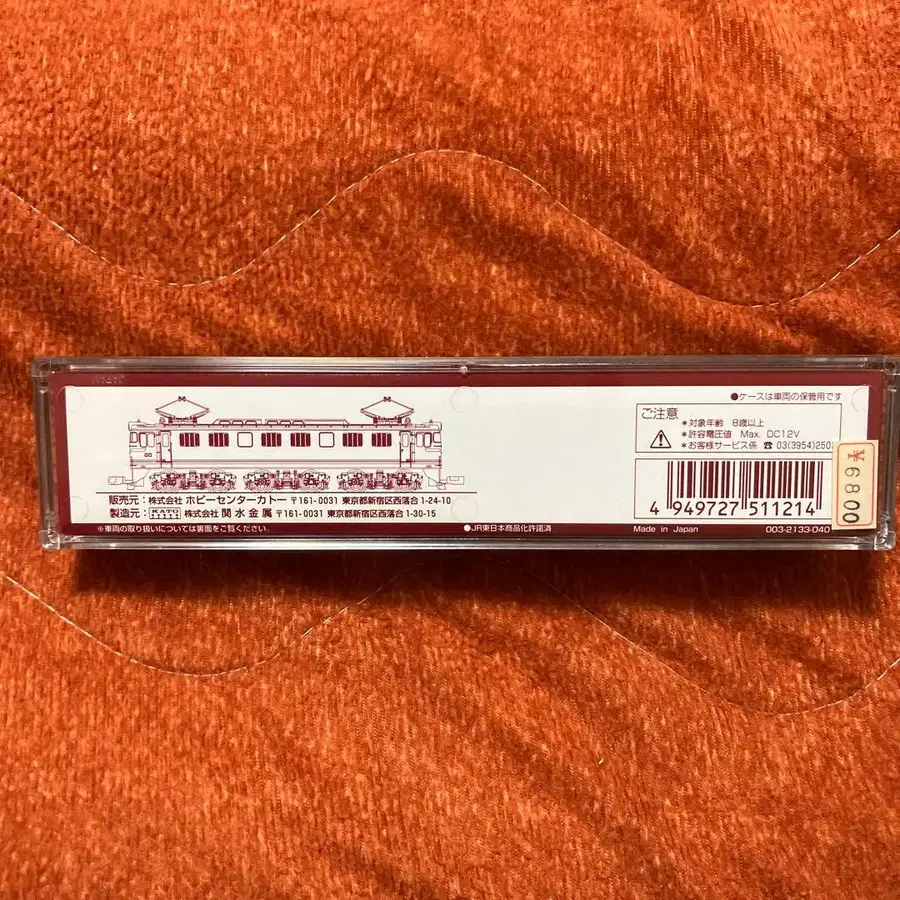 ●ケースは車両の保管用です
ご注意
*対象年齢 8歳以上
*許容電圧値 Max. DC12V
*お客様サービス係 ☎ 03(3954)250
販売元: 株式会社 ホビーセンターカトー 〒161-0031 東京都新宿区西落合 1-24-10
製造元: KATO 株式会社 関水金属 〒161-0031 東京都新宿区西落合 1-30-15
4 949727 511214
¥6800
※車両の取り扱いについては裏面をご覧ください
●JR東日本商品化許諾済
Made in Japan
003-2133-040